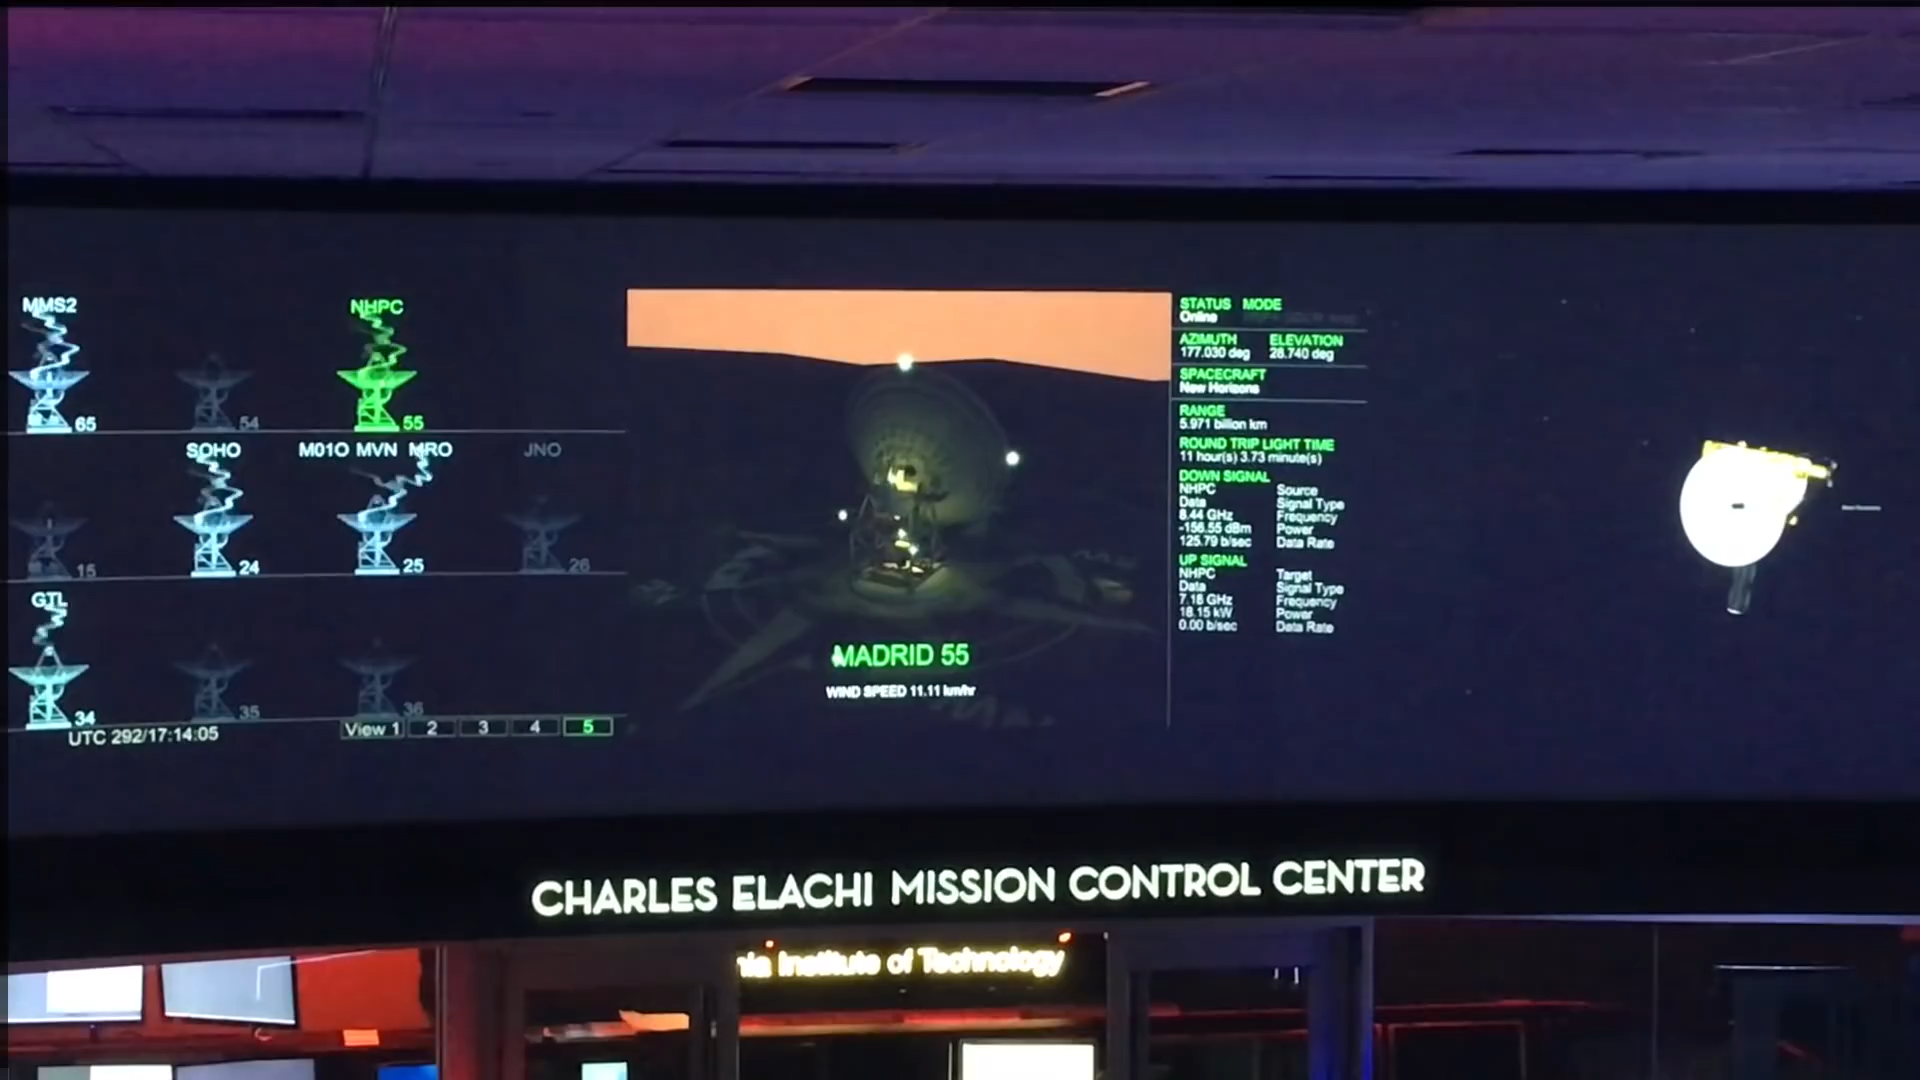 MMS2
NHPC
65
54
55
SOHO
M01O MVN MRO
JNO
15
24
25
26
GTL
34
35
36
UTC 292/17:14:05
View 1
2
3
4
5
MADRID 55
WIND SPEED 11.11 km/hr
STATUS MODE
Online
AZIMUTH ELEVATION
177.030 deg 28.740 deg
SPACECRAFT
New Horizons
RANGE
5.971 billion km
ROUND TRIP LIGHT TIME
11 hour(s) 3.73 minute(s)
DOWN SIGNAL
NHPC Source
Data Signal Type
8.44 GHz Frequency
-156.55 dBm Power
125.79 b/sec Data Rate
UP SIGNAL
NHPC Target
Data Signal Type
7.18 GHz Frequency
18.15 kW Power
0.00 b/sec Data Rate
CHARLES ELACHI MISSION CONTROL CENTER
nia Institute of Technology